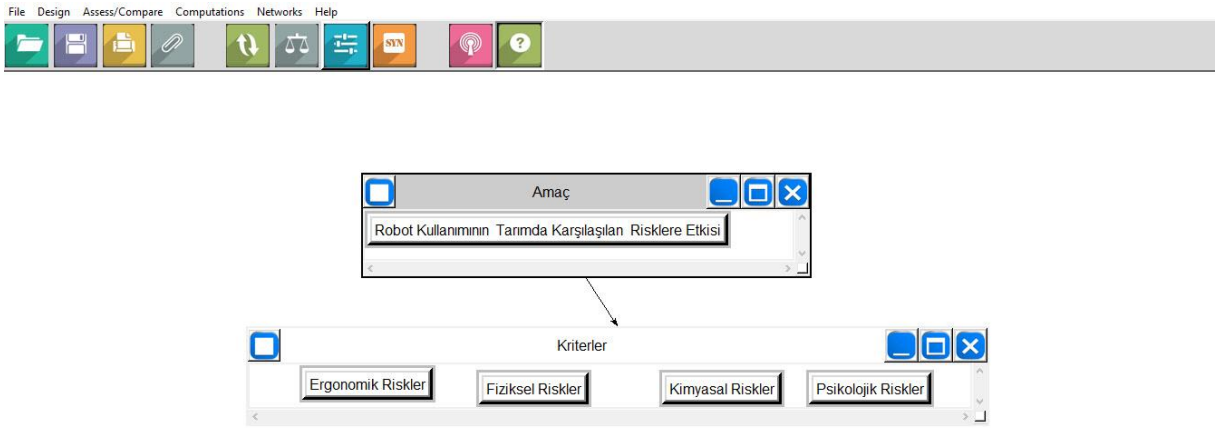 File Design Assess/Compare Computations Networks Help
SYN
Amaç
Robot Kullanımının Tarımda Karşılaşılan Risklere Etkisi
Kriterler
Ergonomik Riskler Fiziksel Riskler Kimyasal Riskler Psikolojik Riskler